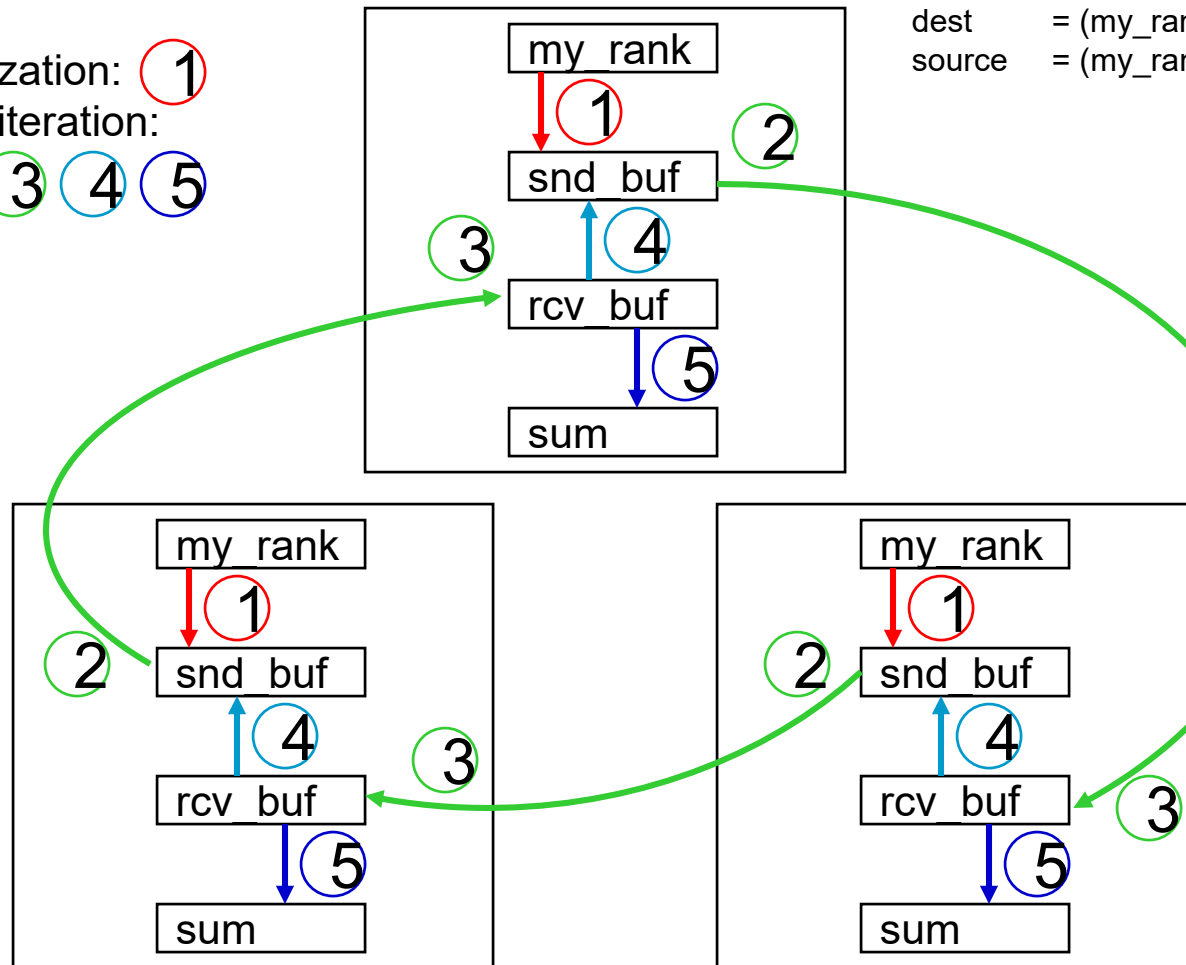 dest = (my_ran
source = (my_ran
zation: 1
iteration:
3 4 5
my_rank
1
2
snd_buf
3
4
rcv_buf
5
sum
my_rank
1
2
snd_buf
4
3
rcv_buf
5
sum
my_rank
1
2
snd_buf
4
rcv_buf
3
5
sum